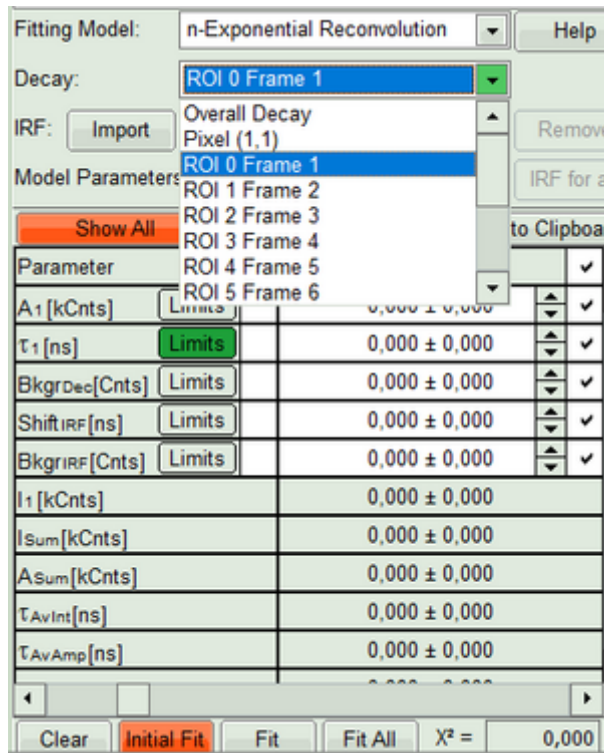 Fitting Model: n-Exponential Reconvolution Help
Decay: ROI 0 Frame 1
Overall Decay
IRF: Import Pixel (1,1) Remove
ROI 0 Frame 1
Model Parameters ROI 1 Frame 2 IRF for a
ROI 2 Frame 3
Show All ROI 3 Frame 4 to Clipboa
Parameter ROI 4 Frame 5
ROI 5 Frame 6
A1[kCnts] Limits 0,000 ± 0,000
τ1[ns] Limits 0,000 ± 0,000
BkgrDec[Cnts] Limits 0,000 ± 0,000
ShiftIRF[ns] Limits 0,000 ± 0,000
BkgrIRF[Cnts] Limits 0,000 ± 0,000
I1[kCnts] 0,000 ± 0,000
ISum[kCnts] 0,000 ± 0,000
ASum[kCnts] 0,000 ± 0,000
τAvInt[ns] 0,000 ± 0,000
τAvAmp[ns] 0,000 ± 0,000
Clear Initial Fit Fit Fit All X² = 0,000